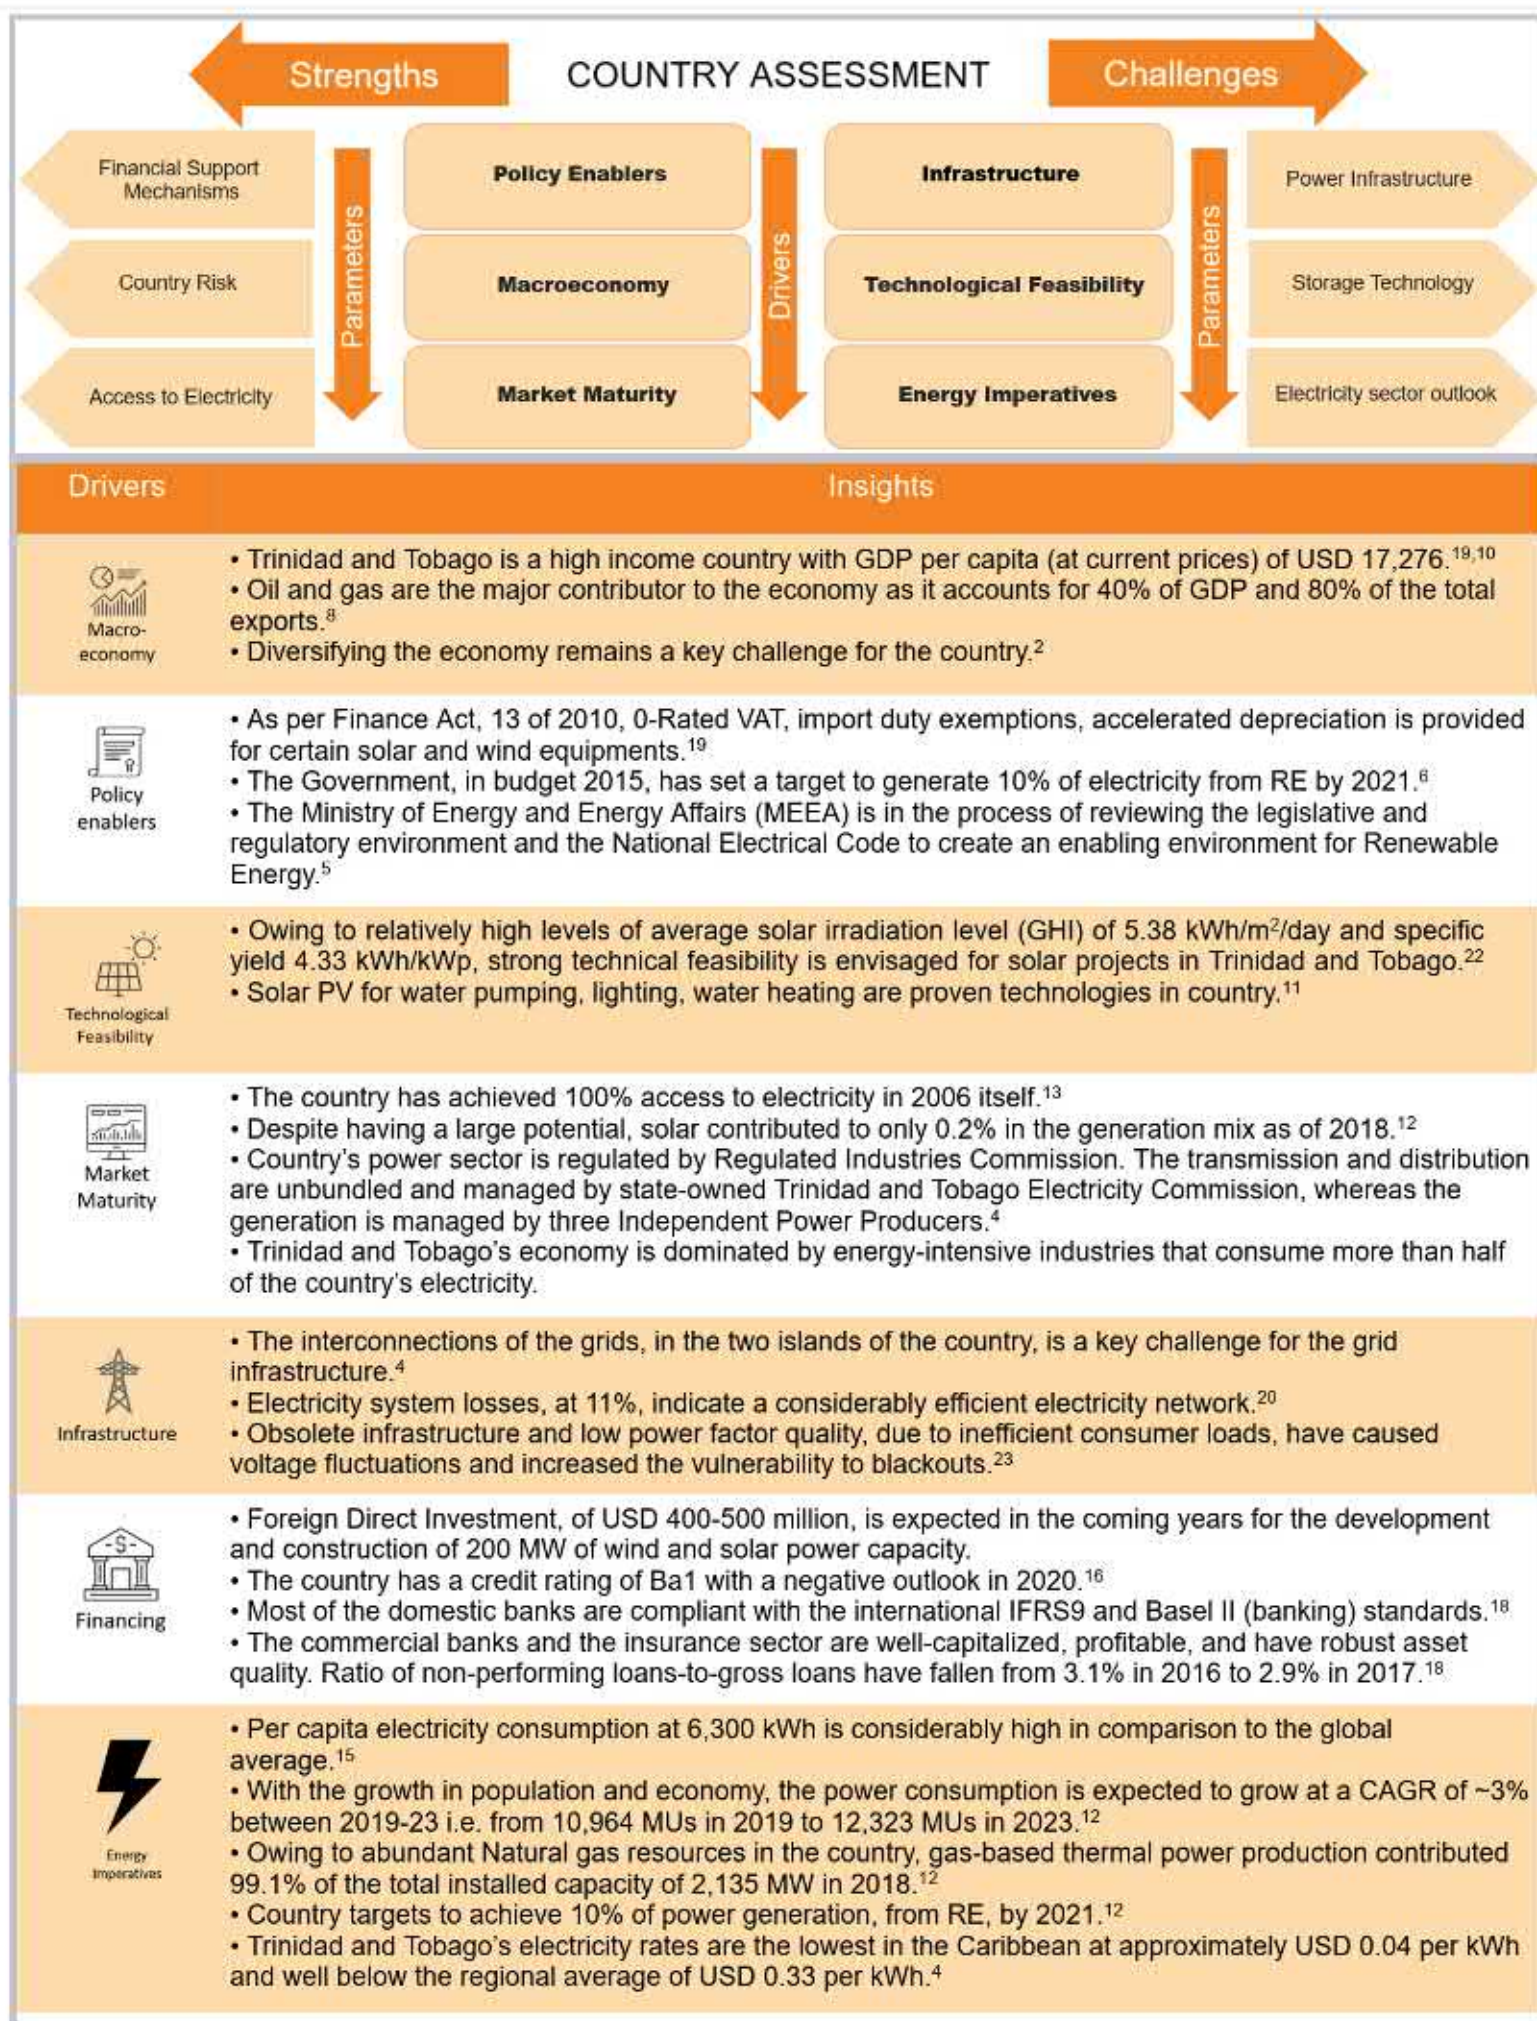 Strengths
COUNTRY ASSESSMENT
Challenges
Financial Support
Mechanisms
Country Risk
Access to Electricity
Parameters
Policy Enablers
Macroeconomy
Market Maturity
Drivers
Infrastructure
Technological Feasibility
Energy Imperatives
Parameters
Power Infrastructure
Storage Technology
Electricity sector outlook
Drivers
Insights
Macro-
economy
• Trinidad and Tobago is a high income country with GDP per capita (at current prices) of USD 17,276.19,10
• Oil and gas are the major contributor to the economy as it accounts for 40% of GDP and 80% of the total
exports.8
• Diversifying the economy remains a key challenge for the country.2
Policy
enablers
• As per Finance Act, 13 of 2010, 0-Rated VAT, import duty exemptions, accelerated depreciation is provided
for certain solar and wind equipments.19
• The Government, in budget 2015, has set a target to generate 10% of electricity from RE by 2021.6
• The Ministry of Energy and Energy Affairs (MEEA) is in the process of reviewing the legislative and
regulatory environment and the National Electrical Code to create an enabling environment for Renewable
Energy.5
Technological
Feasibility
• Owing to relatively high levels of average solar irradiation level (GHI) of 5.38 kWh/m2/day and specific
yield 4.33 kWh/kWp, strong technical feasibility is envisaged for solar projects in Trinidad and Tobago.22
• Solar PV for water pumping, lighting, water heating are proven technologies in country.11
Market
Maturity
• The country has achieved 100% access to electricity in 2006 itself.13
• Despite having a large potential, solar contributed to only 0.2% in the generation mix as of 2018.12
• Country's power sector is regulated by Regulated Industries Commission. The transmission and distribution
are unbundled and managed by state-owned Trinidad and Tobago Electricity Commission, whereas the
generation is managed by three Independent Power Producers.4
• Trinidad and Tobago's economy is dominated by energy-intensive industries that consume more than half
of the country's electricity.
Infrastructure
• The interconnections of the grids, in the two islands of the country, is a key challenge for the grid
infrastructure.4
• Electricity system losses, at 11%, indicate a considerably efficient electricity network.20
• Obsolete infrastructure and low power factor quality, due to inefficient consumer loads, have caused
voltage fluctuations and increased the vulnerability to blackouts.23
-S-
Financing
• Foreign Direct Investment, of USD 400-500 million, is expected in the coming years for the development
and construction of 200 MW of wind and solar power capacity.
• The country has a credit rating of Ba1 with a negative outlook in 2020.16
• Most of the domestic banks are compliant with the international IFRS9 and Basel II (banking) standards.18
• The commercial banks and the insurance sector are well-capitalized, profitable, and have robust asset
quality. Ratio of non-performing loans-to-gross loans have fallen from 3.1% in 2016 to 2.9% in 2017.18
Energy
Imperatives
• Per capita electricity consumption at 6,300 kWh is considerably high in comparison to the global
average.15
• With the growth in population and economy, the power consumption is expected to grow at a CAGR of ~3%
between 2019-23 i.e. from 10,964 MUs in 2019 to 12,323 MUs in 2023.12
• Owing to abundant Natural gas resources in the country, gas-based thermal power production contributed
99.1% of the total installed capacity of 2,135 MW in 2018.12
• Country targets to achieve 10% of power generation, from RE, by 2021.12
• Trinidad and Tobago's electricity rates are the lowest in the Caribbean at approximately USD 0.04 per kWh
and well below the regional average of USD 0.33 per kWh.4